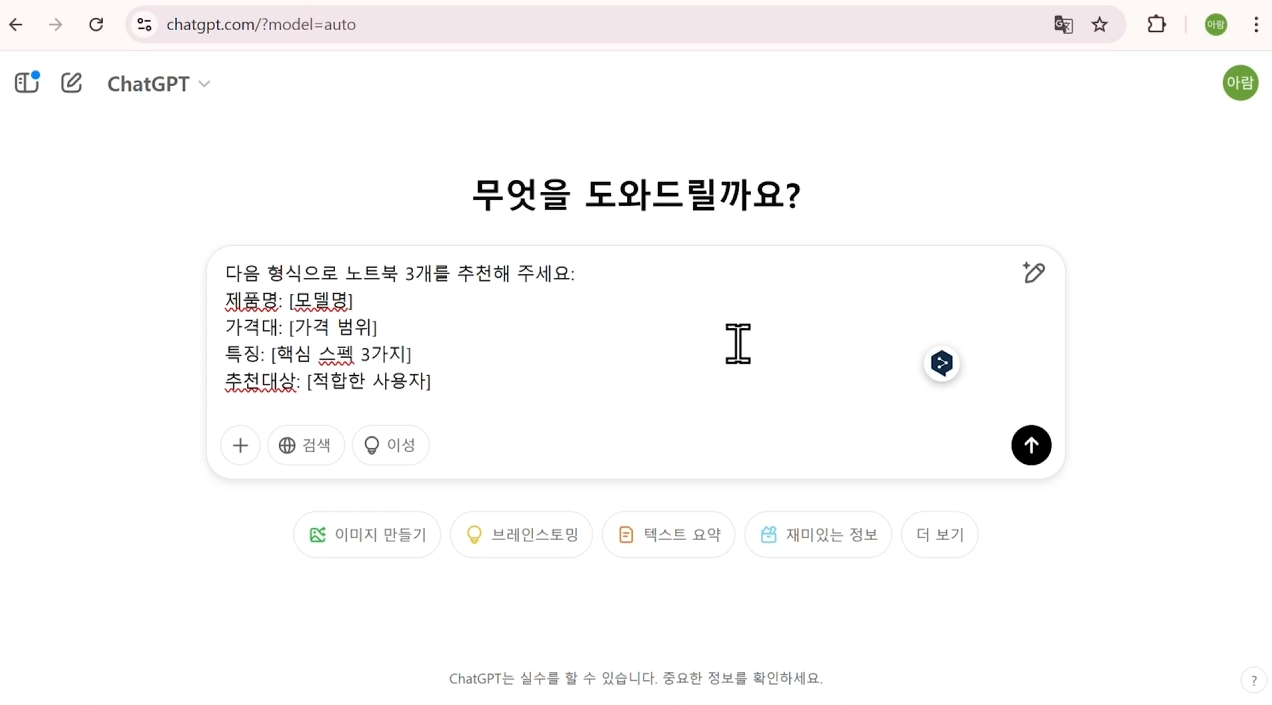 chatgpt.com/?model=auto
아람
ChatGPT
아람
무엇을 도와드릴까요?
다음 형식으로 노트북 3개를 추천해 주세요:
제품명: [모델명]
가격대: [가격 범위]
특징: [핵심 스펙 3가지]
추천대상: [적합한 사용자]
검색
이성
이미지 만들기
브레인스토밍
텍스트 요약
재미있는 정보
더 보기
ChatGPT는 실수를 할 수 있습니다. 중요한 정보를 확인하세요.
?